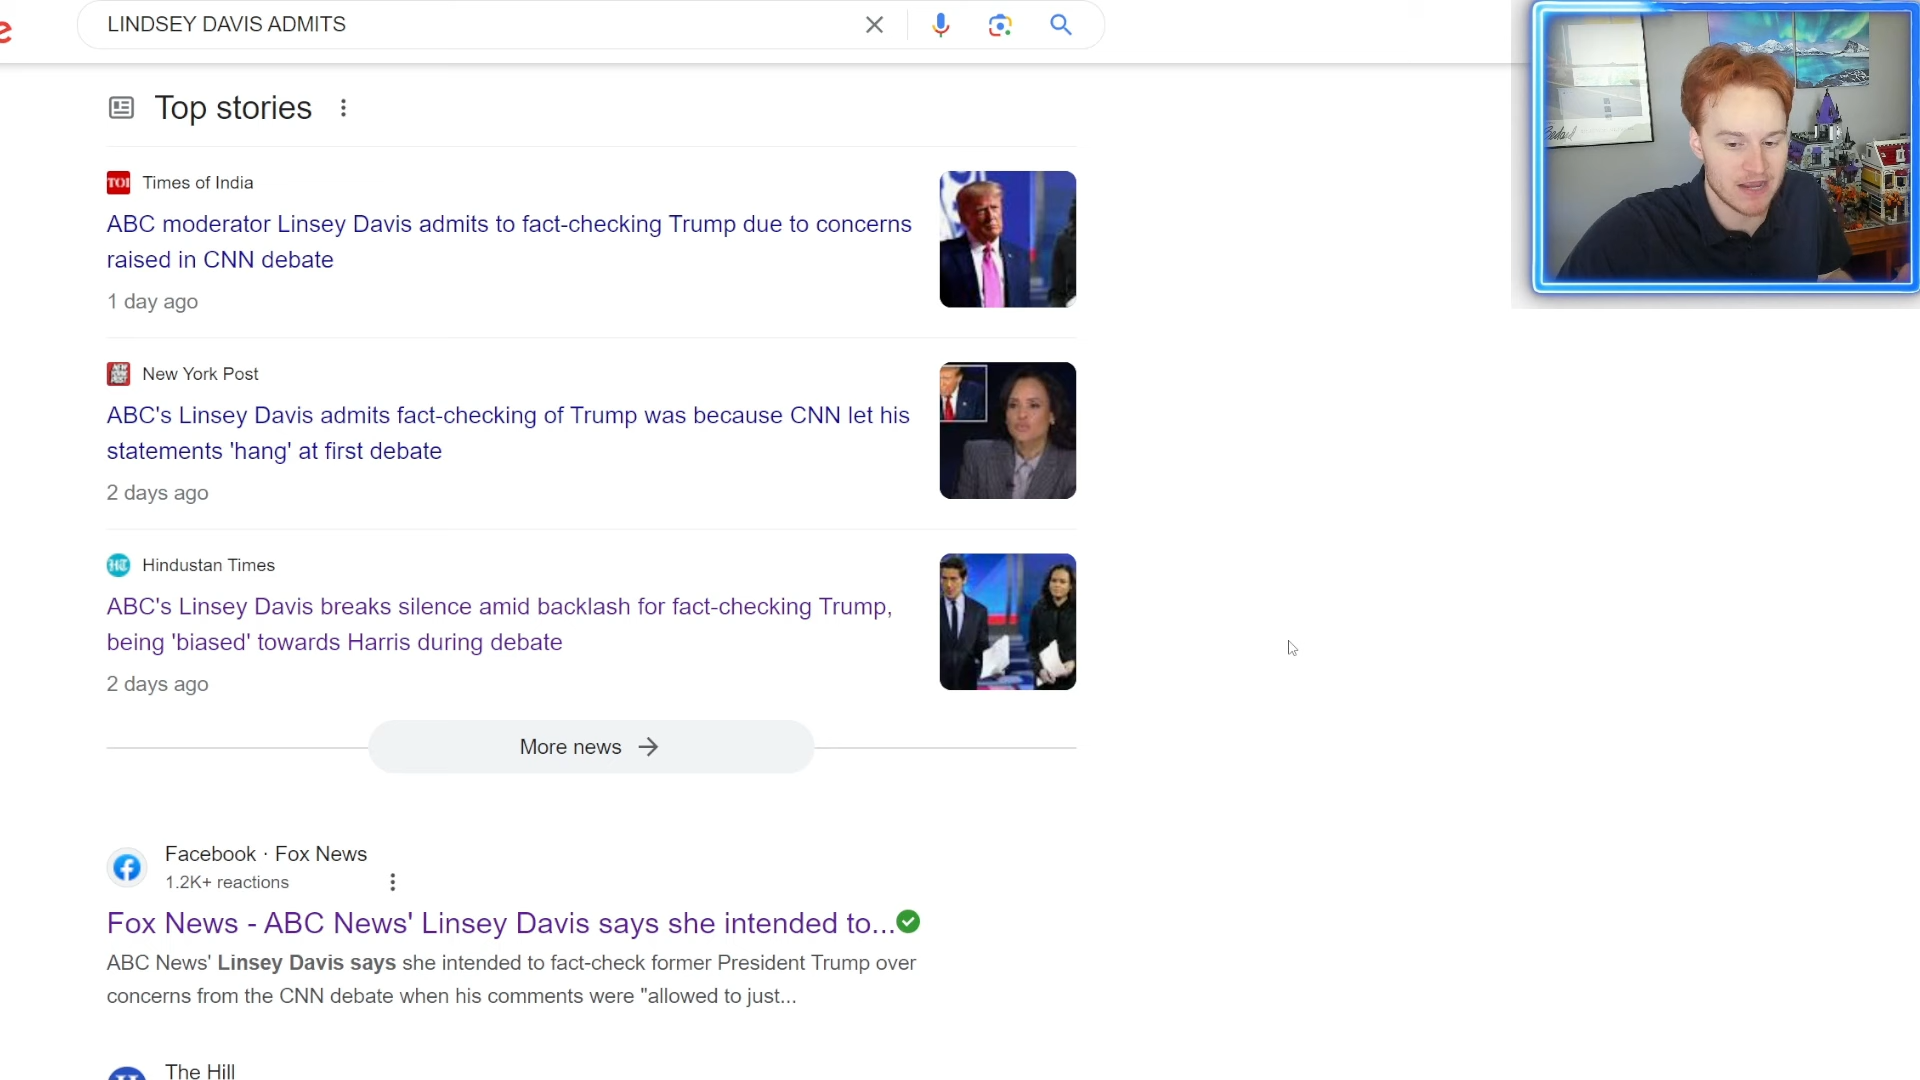 LINDSEY DAVIS ADMITS
Top stories
TOI Times of India
ABC moderator Linsey Davis admits to fact-checking Trump due to concerns
raised in CNN debate
1 day ago
New York Post
ABC's Linsey Davis admits fact-checking of Trump was because CNN let his
statements 'hang' at first debate
2 days ago
HT Hindustan Times
ABC's Linsey Davis breaks silence amid backlash for fact-checking Trump,
being 'biased' towards Harris during debate
2 days ago
More news
Facebook · Fox News
1.2K+ reactions
Fox News - ABC News' Linsey Davis says she intended to...
ABC News' Linsey Davis says she intended to fact-check former President Trump over
concerns from the CNN debate when his comments were "allowed to just...
The Hill